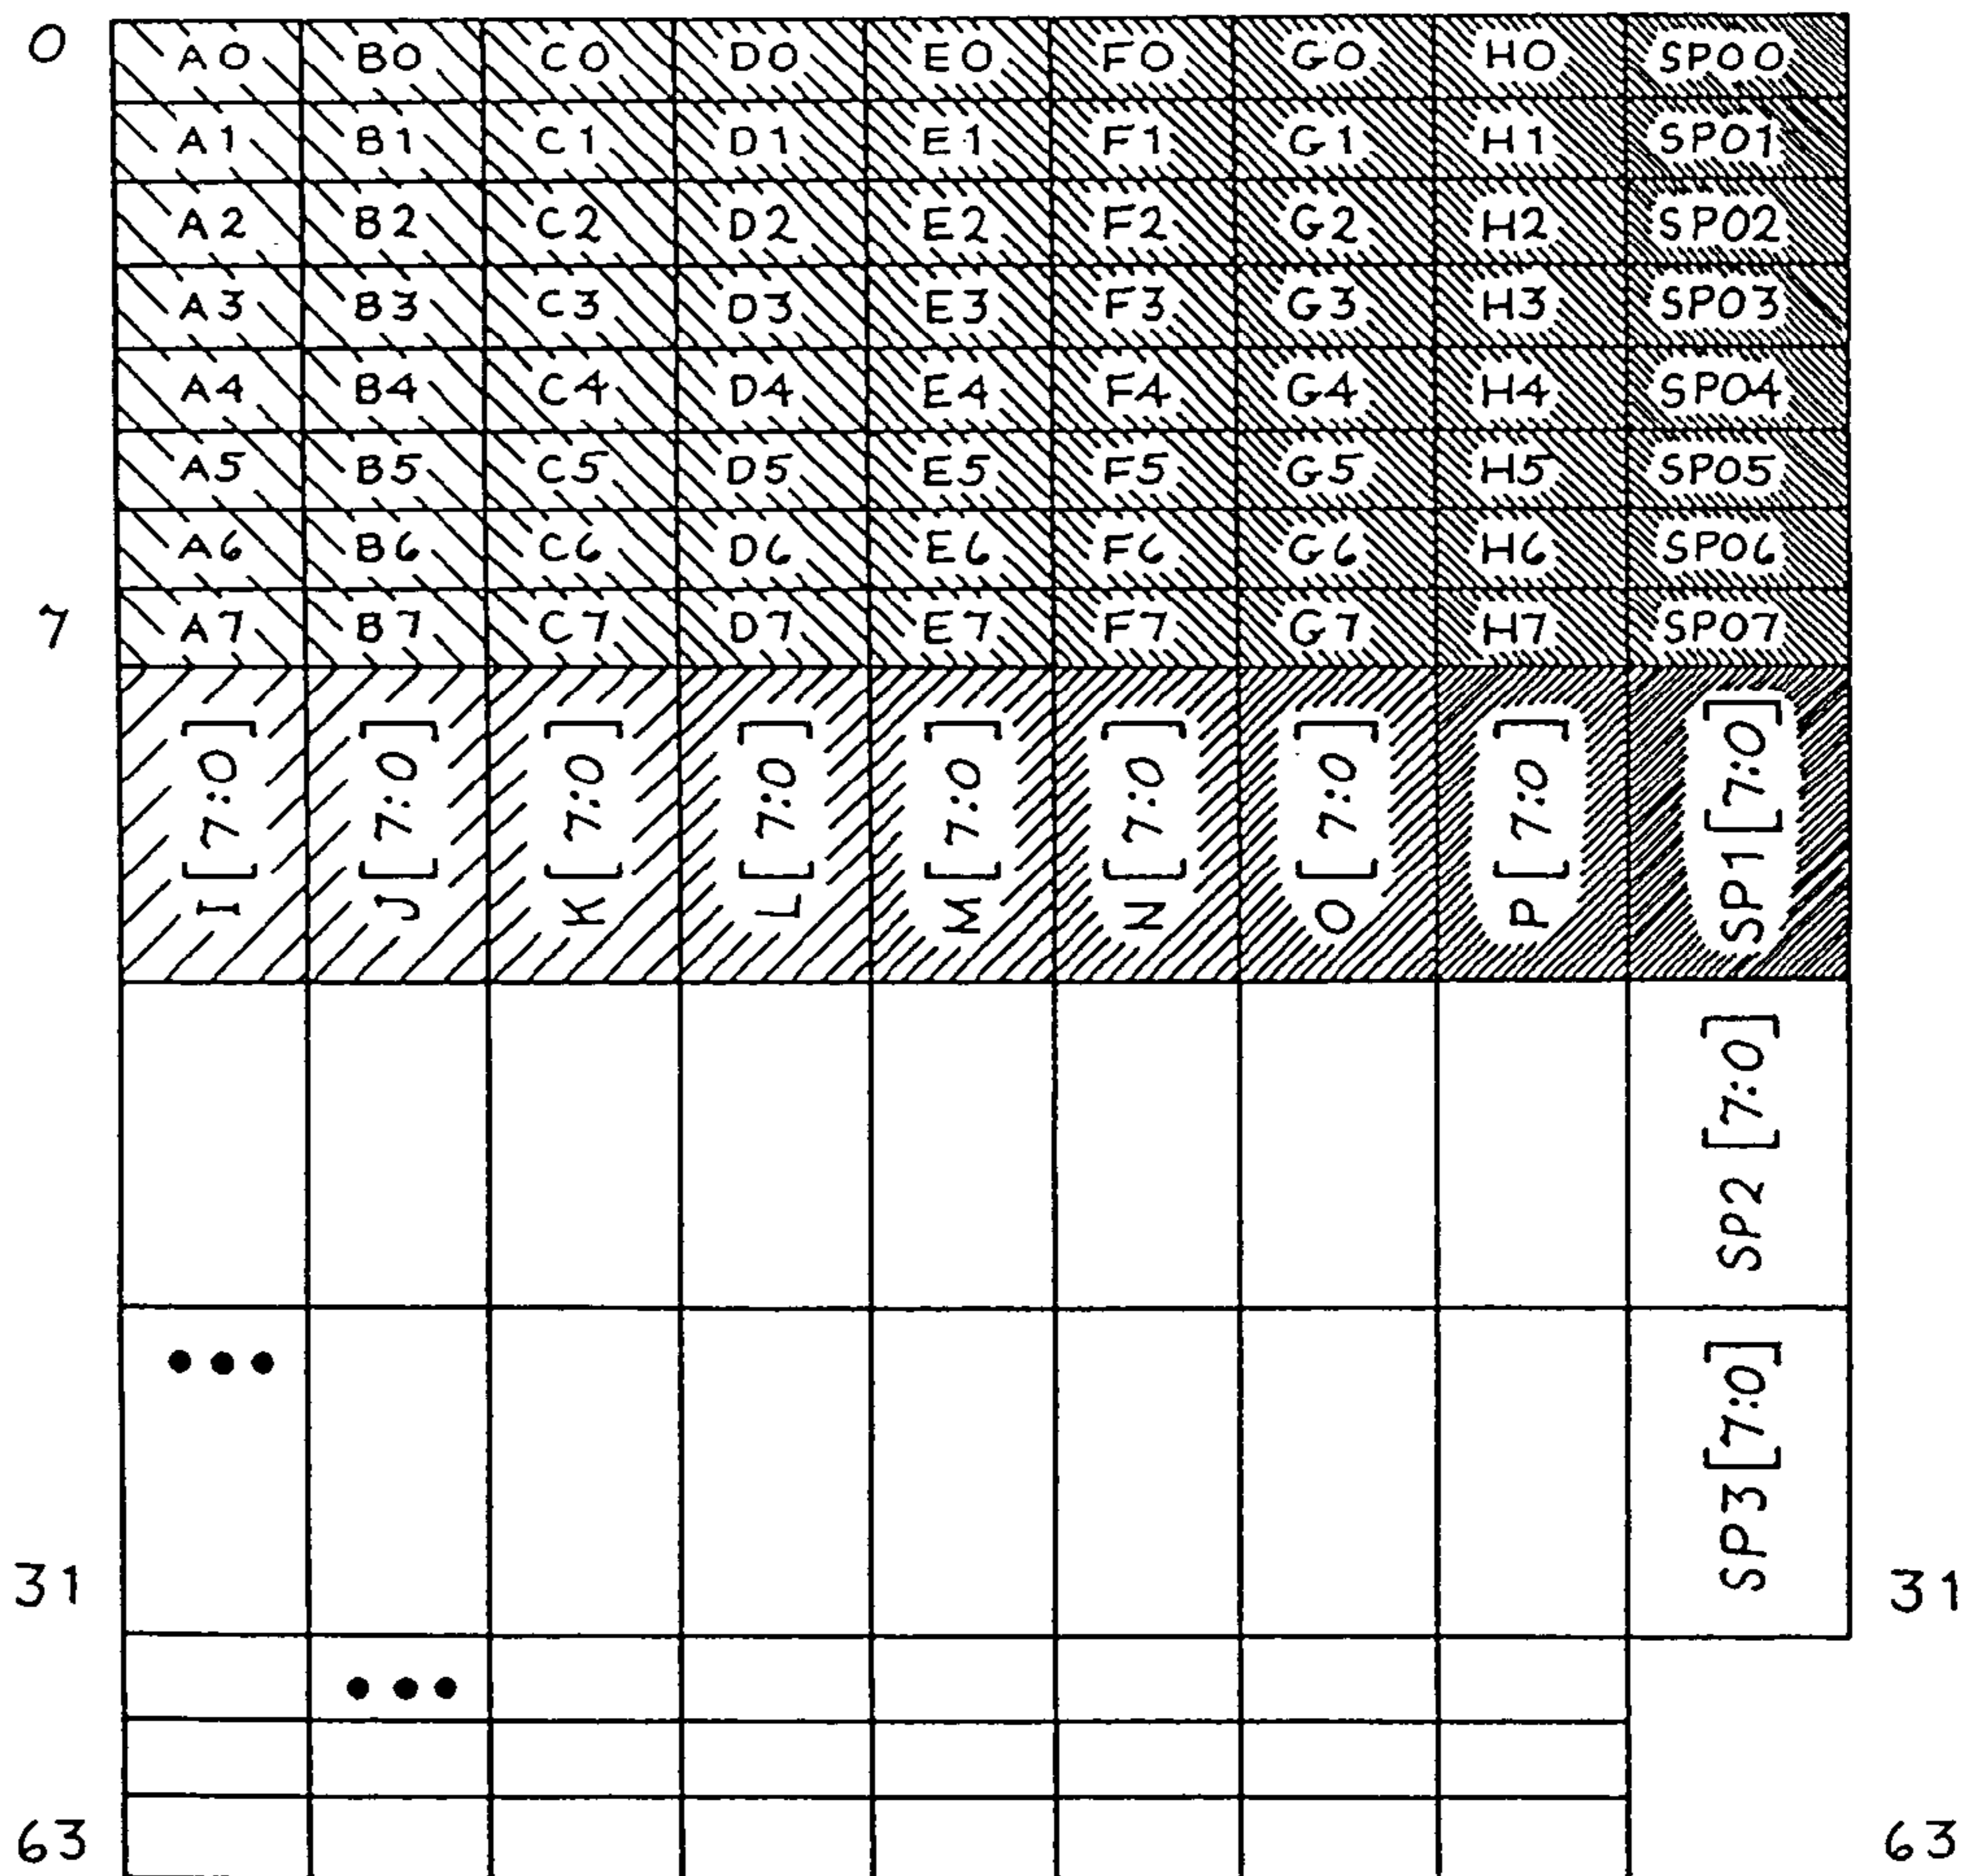 0 A0 B0 C0 D0 E0 F0 G0 H0 SP00
A1 B1 C1 D1 E1 F1 G1 H1 SP01
A2 B2 C2 D2 E2 F2 G2 H2 SP02
A3 B3 C3 D3 E3 F3 G3 H3 SP03
A4 B4 C4 D4 E4 F4 G4 H4 SP04
A5 B5 C5 D5 E5 F5 G5 H5 SP05
A6 B6 C6 D6 E6 F6 G6 H6 SP06
7 A7 B7 C7 D7 E7 F7 G7 H7 SP07
I[7:0] J[7:0] K[7:0] L[7:0] M[7:0] N[7:0] O[7:0] P[7:0] SP1[7:0]
SP2[7:0]
••• SP3[7:0]
31 31
•••
63 63